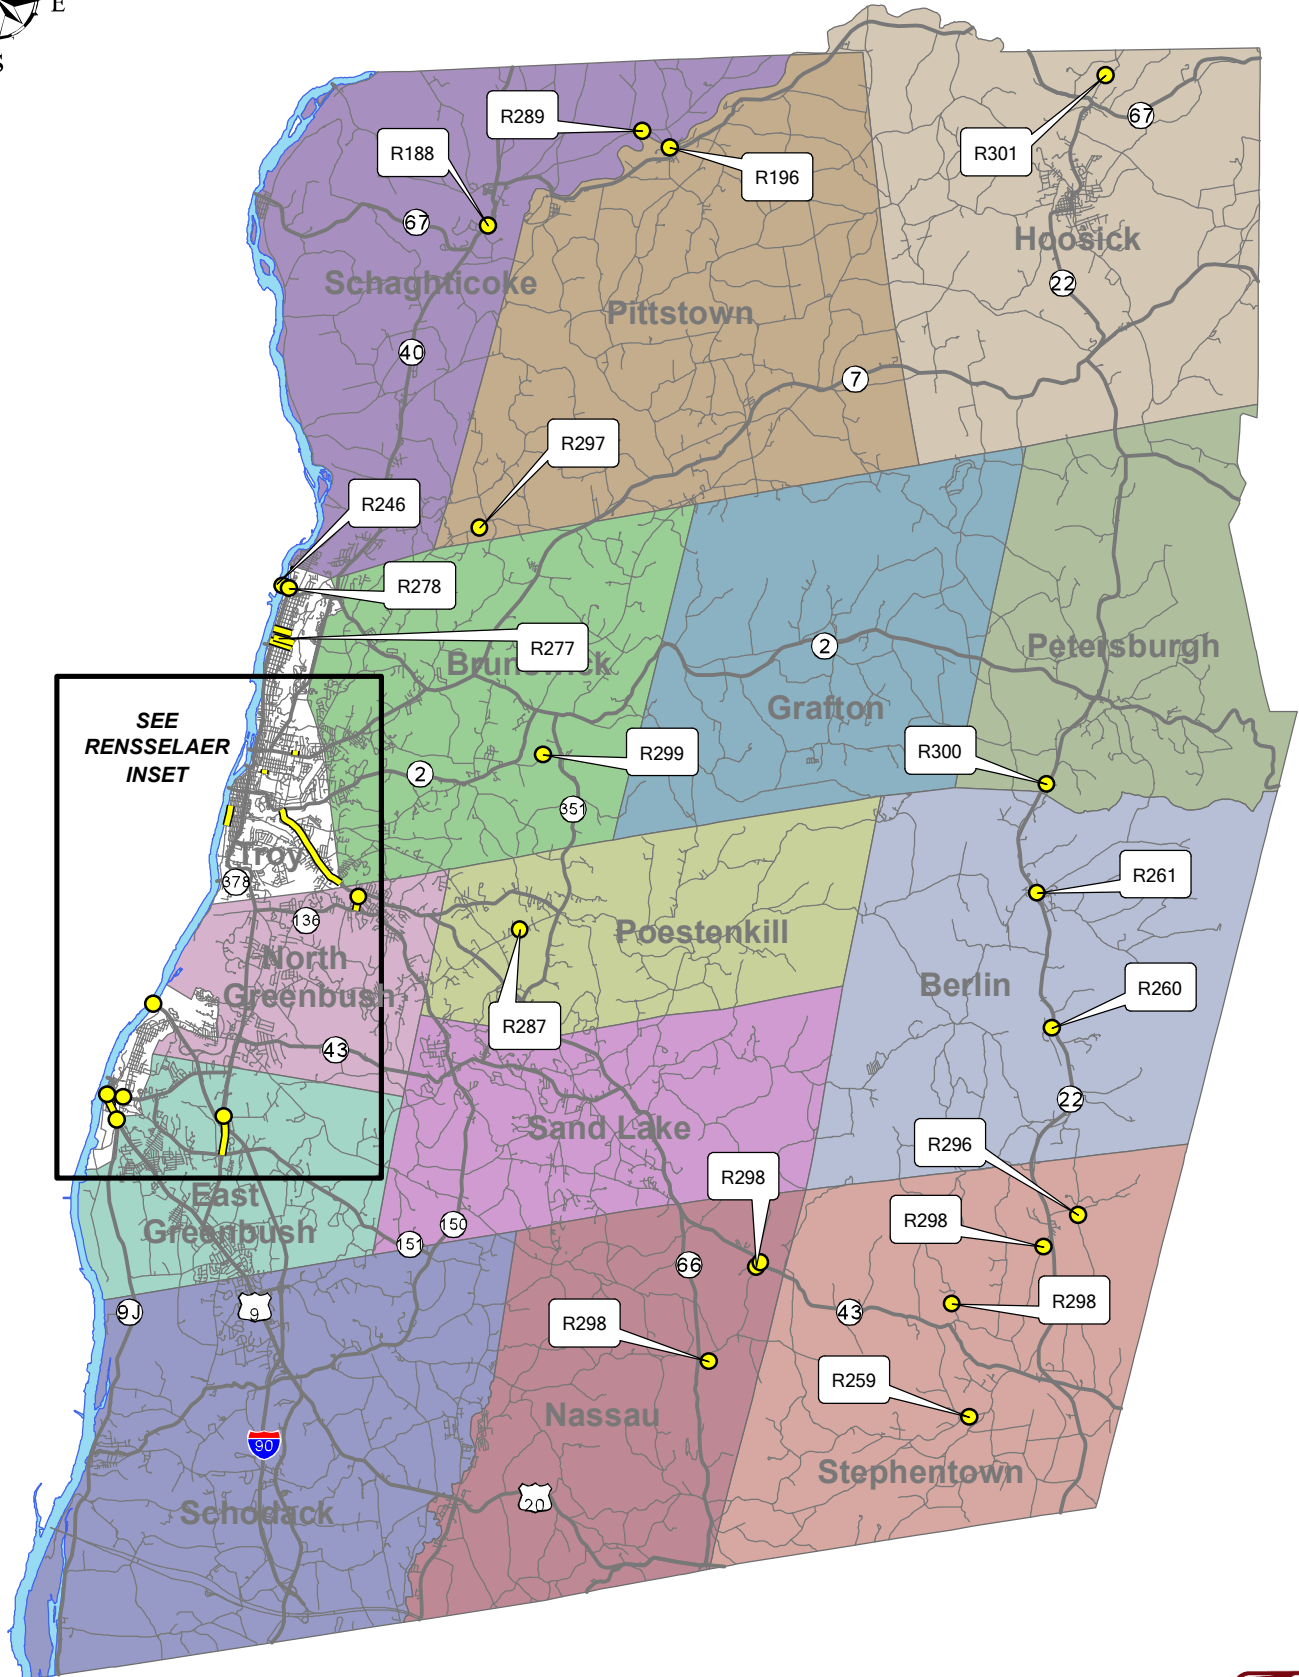 E
S
R289
R188
R301
67
R196
67
Hoosick
Schaghticoke
22
Pittstown
40
7
R297
R246
R278
R277
Brunswick
2
Petersburgh
SEE
RENSSELAER
INSET
Grafton
R300
R299
2
351
Troy
378
R261
136
Poestenkill
North
Greenbush
Berlin
R260
R287
43
22
Sand Lake
R296
R298
East
Greenbush
R298
150
151
66
R298
43
9J
9
R298
R259
Nassau
90
Stephentown
20
Schodack